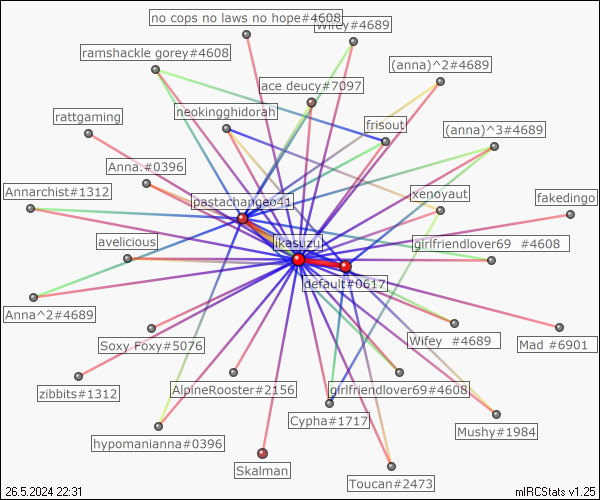 no cops no laws no hope#4608
Wifey#4689
ramshackle gorey#4608
(anna)^2#4689
ace deucy#7097
neokingghidorah
rattgaming
frisout
(anna)^3#4689
Anna.#0396
Annarchist#1312
pastachangeo41
xenoyaut
fakedingo
avelicious
ikasuzu
girlfriendlover69 #4608
default#0617
Anna^2#4689
Soxy Foxy#5076
Wifey #4689
Mad #6901
zibbits#1312
AlpineRooster#2156
girlfriendlover69#4608
Cypha#1717
Mushy#1984
hypomanianna#0396
Skalman
Toucan#2473
26.5.2024 22:31
mIRCStats v1.25